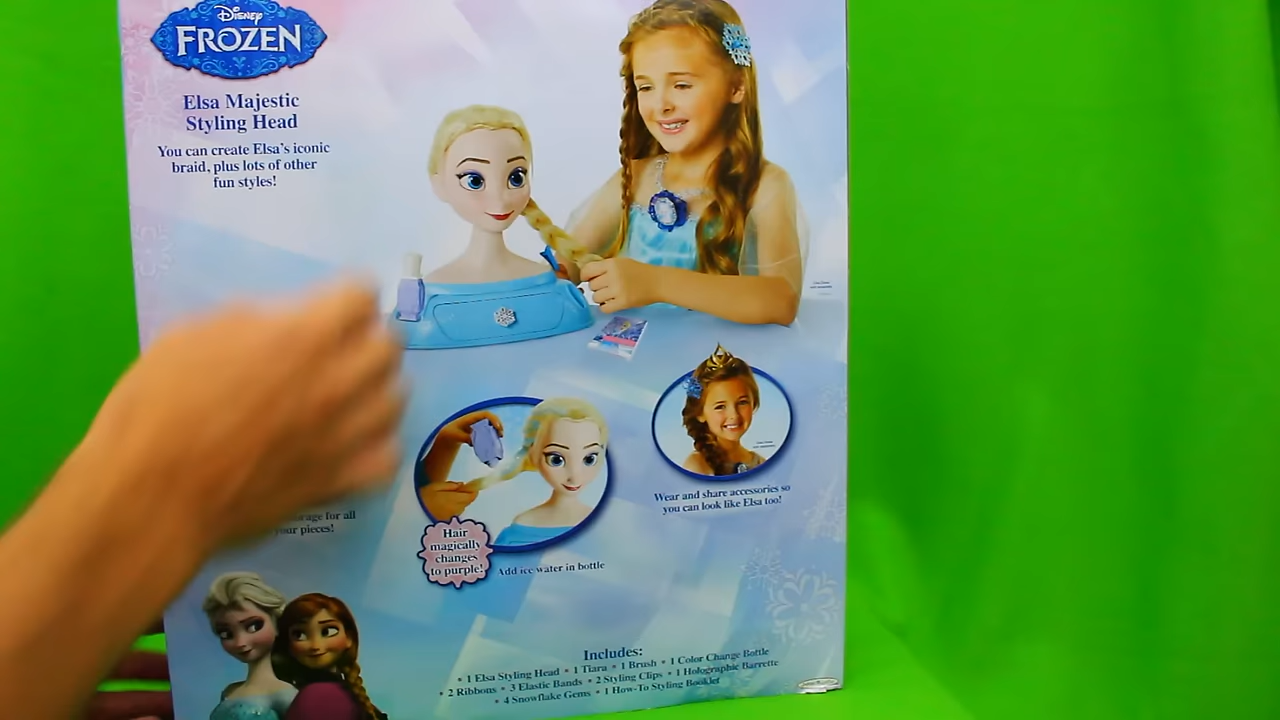 Disney
FROZEN
Elsa Majestic
Styling Head
You can create Elsa's iconic
braid, plus lots of other
fun styles!
for all
your pieces!
Hair
magically
changes
to purple!
Add ice water in bottle
Wear and share accessories so
you can look like Elsa too!
Includes:
• 1 Elsa Styling Head • 1 Tiara • 1 Brush • 1 Color Change Bottle
• 2 Ribbons • 3 Elastic Bands • 2 Styling Clips • 1 Holographic Barrette
• 4 Snowflake Gems • 1 How-To Styling Booklet